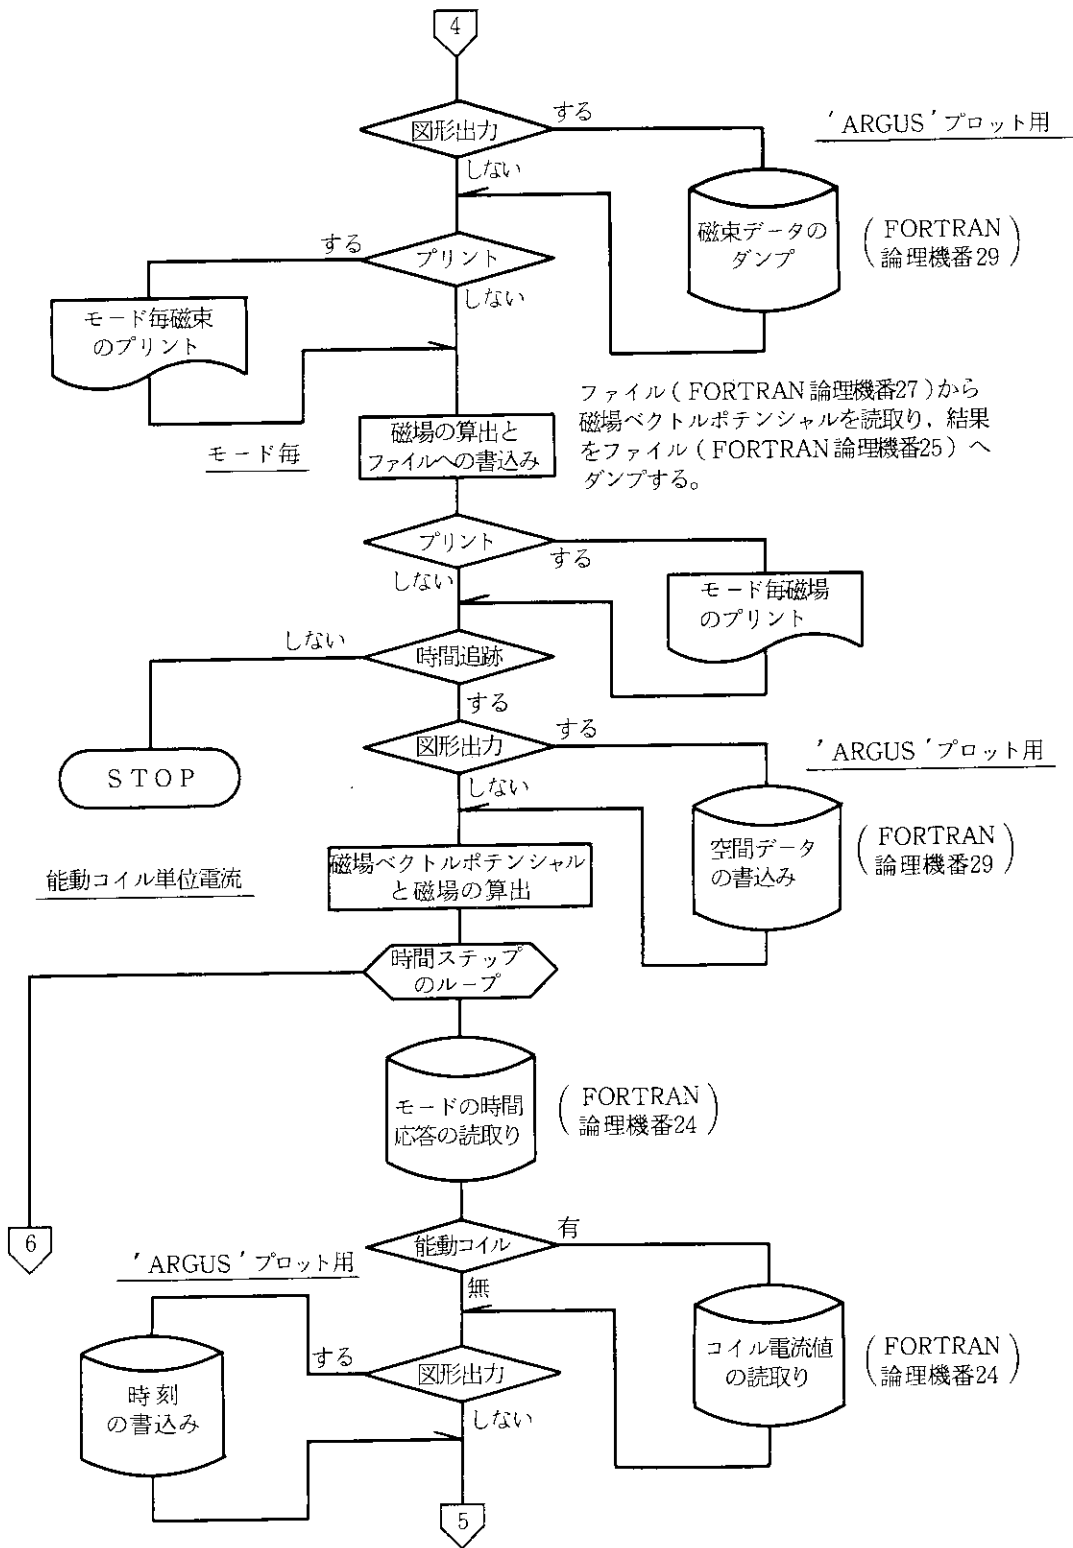 4
図形出力
する
'ARGUS'プロット用
しない
磁束データの
ダンプ
(FORTRAN
論理機番29)
する
プリント
しない
モード毎磁束
のプリント
ファイル(FORTRAN論理機番27)から
磁場ベクトルポテンシャルを読取り,結果
をファイル(FORTRAN論理機番25)へ
ダンプする。
モード毎
磁場の算出と
ファイルへの書込み
プリント
する
しない
モード毎磁場
のプリント
しない
時間追跡
する
図形出力
する
'ARGUS'プロット用
STOP
しない
空間データ
の書込み
(FORTRAN
論理機番29)
能動コイル単位電流
磁場ベクトルポテンシャル
と磁場の算出
時間ステップ
のループ
モードの時間
応答の読取り
(FORTRAN
論理機番24)
6
能動コイル
有
'ARGUS'プロット用
無
コイル電流値
の読取り
(FORTRAN
論理機番24)
する
図形出力
時刻
の書込み
しない
5